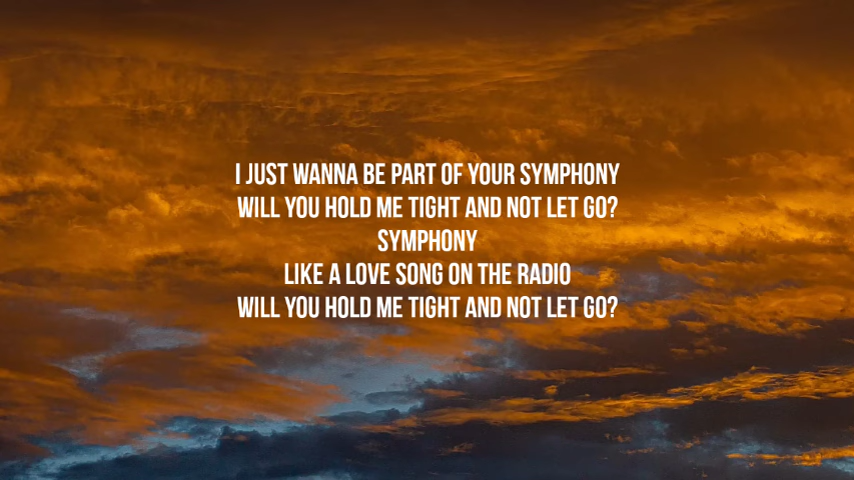 I JUST WANNA BE PART OF YOUR SYMPHONY
WILL YOU HOLD ME TIGHT AND NOT LET GO?
SYMPHONY
LIKE A LOVE SONG ON THE RADIO
WILL YOU HOLD ME TIGHT AND NOT LET GO?